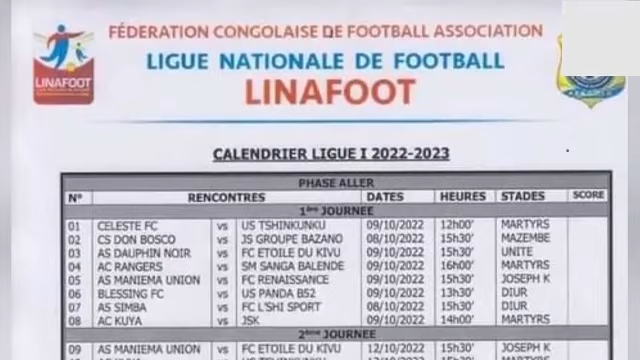 FÉDERATION CONGOLAISE DE FOOTBALL ASSOCIATION
LIGUE NATIONALE DE FOOTBALL
LINAFOOT
LINAFOOT
CALENDRIER LIGUE I 2022-2023
PHASE ALLER
N° RENCONTRES DATES HEURES STADES SCORE
1ère JOURNEE
01 CELESTE FC vs US TSHINKUNKU 09/10/2022 12h00' MARTYRS
02 CS DON BOSCO vs JS GROUPE BAZANO 08/10/2022 15h30' MAZEMBE
03 AS DAUPHIN NOIR vs FC ETOILE DU KIVU 09/10/2022 15h30' UNITE
04 AC RANGERS vs SM SANGA BALENDE 09/10/2022 16h00' MARTYRS
05 AS MANIEMA UNION vs FC RENAISSANCE 09/10/2022 15h30' JOSEPH K
06 BLESSING FC vs US PANDA B52 09/10/2022 13h30' DIUR
07 AS SIMBA vs FC L'SHI SPORT 08/10/2022 15h30' DIUR
08 AC KUYA vs JSK 09/10/2022 14h00' MARTYRS
2ème JOURNEE
09 AS MANIEMA UNION vs FC ETOILE DU KIVU 12/10/2022 15h30' JOSEPH K